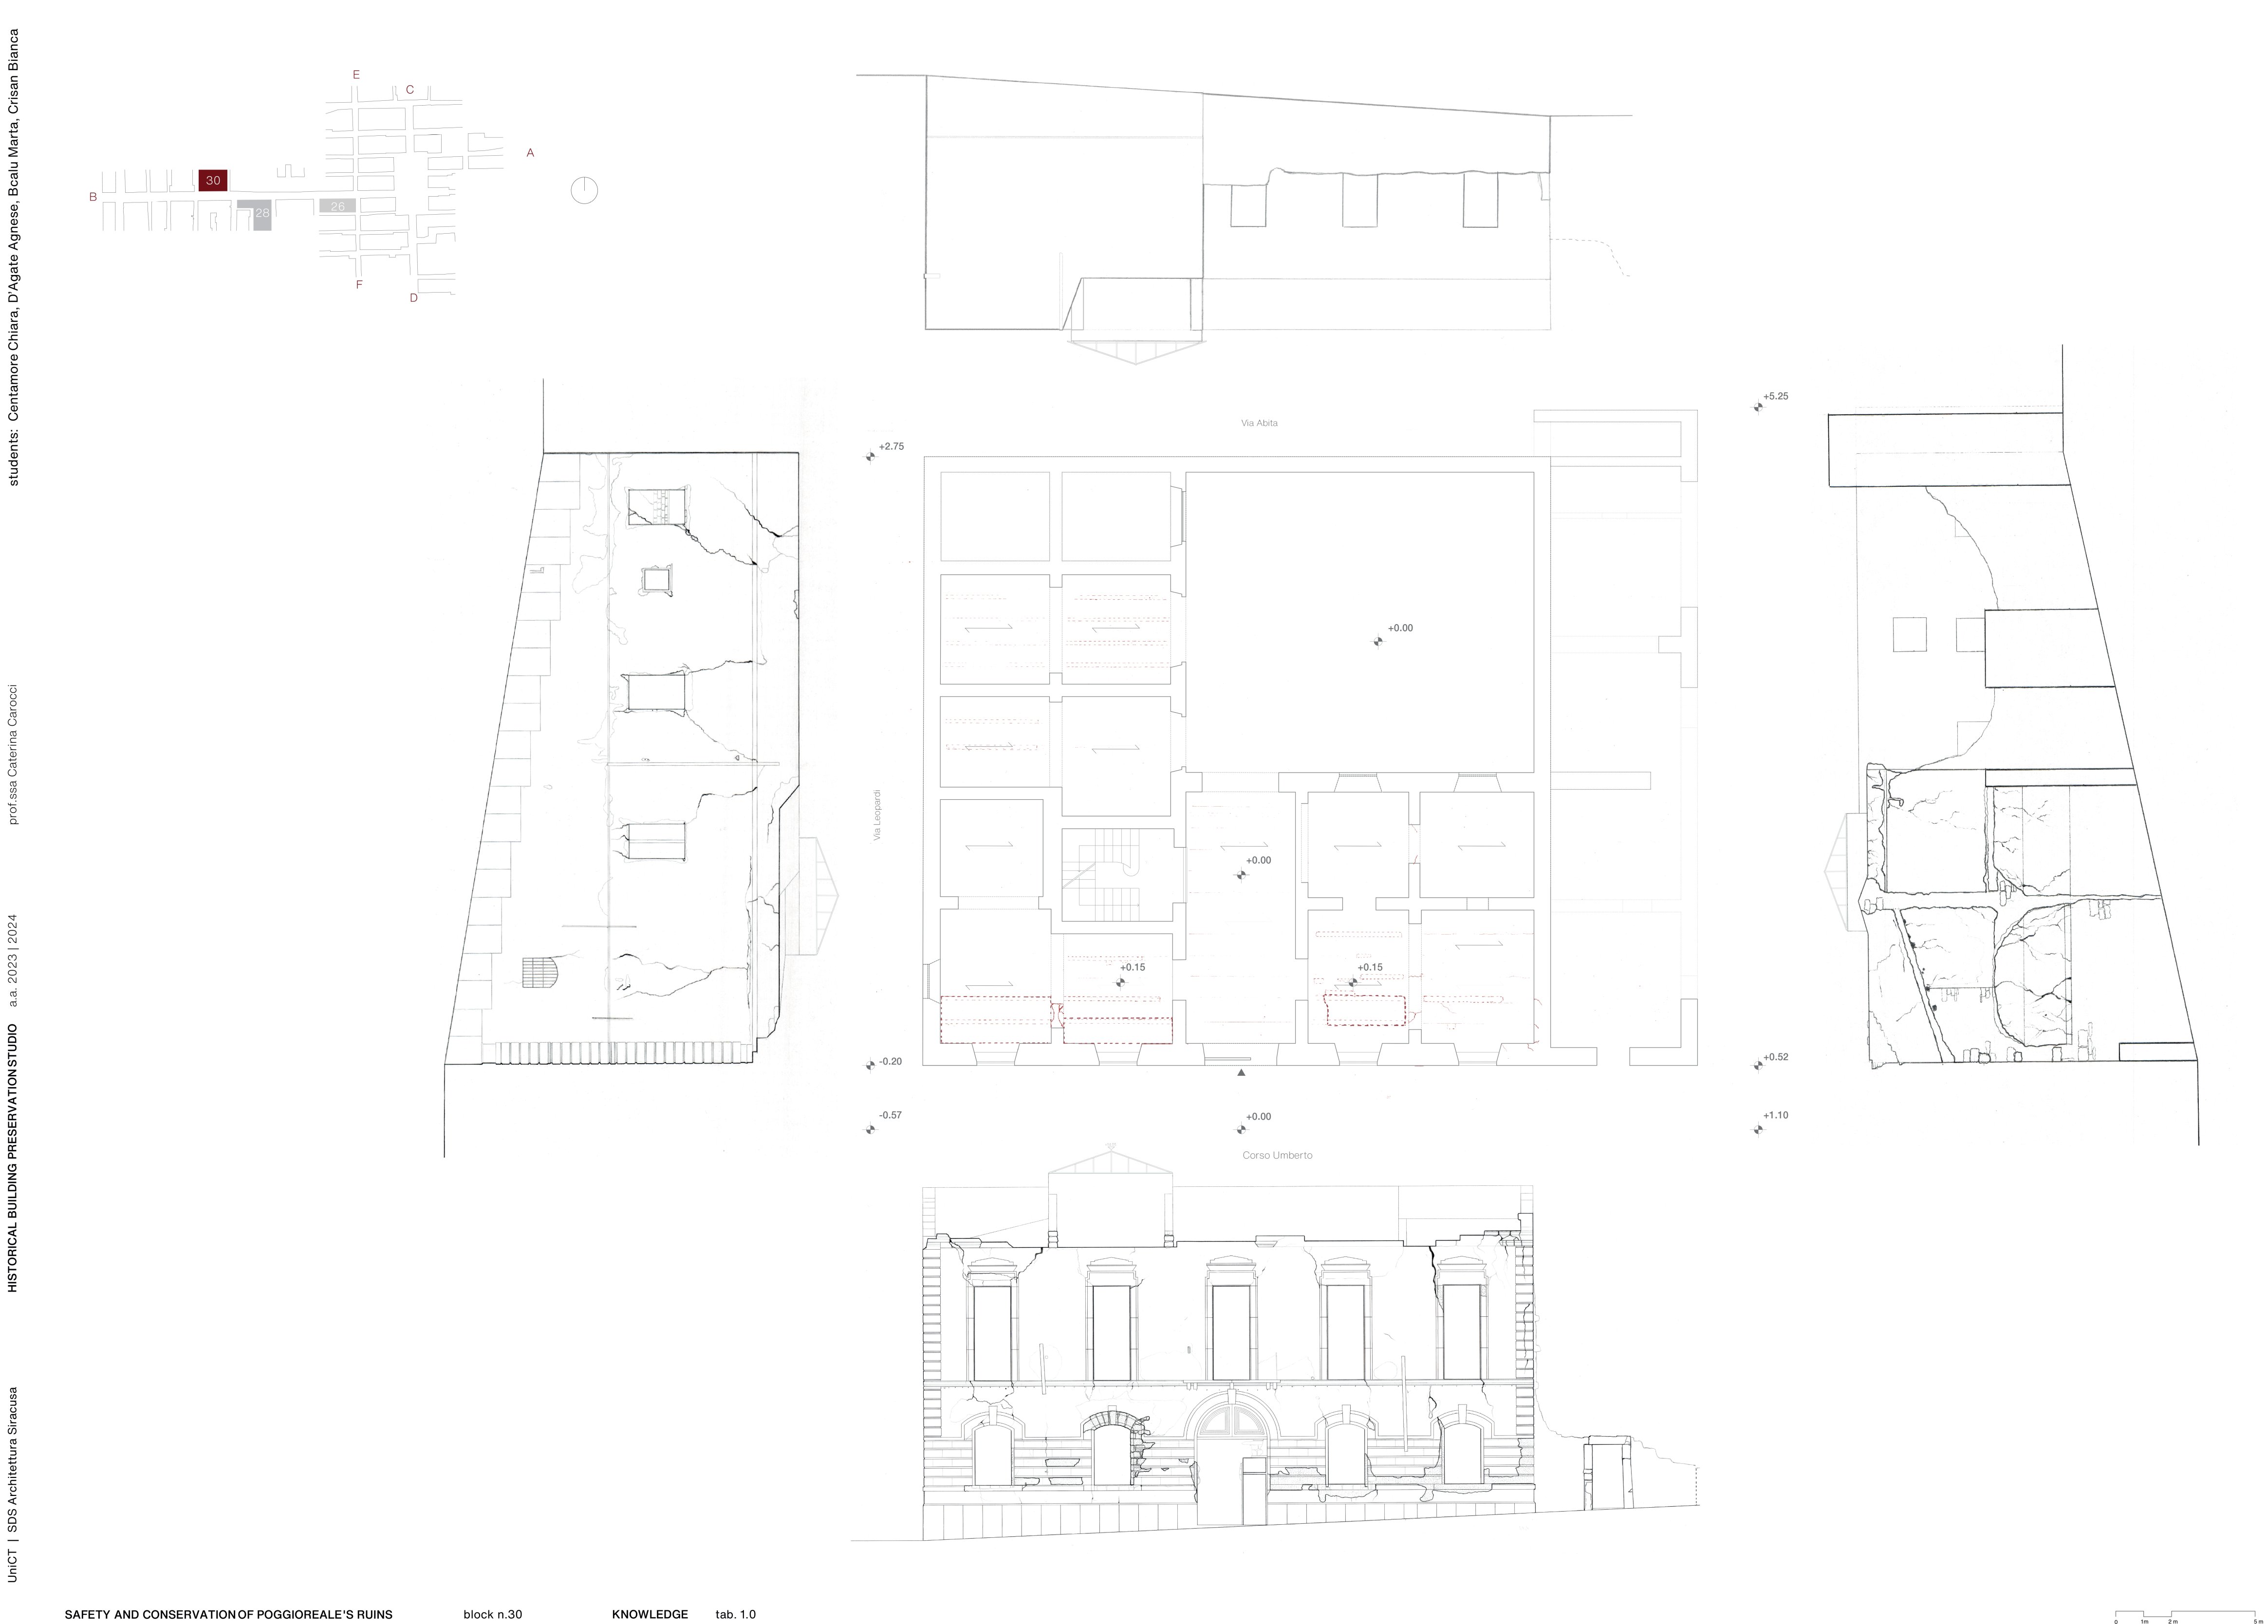 students: Centamore Chiara, D'Agate Agnese, Bcalu Marta, Crisan Bianca
prof.ssa Caterina Carocci
HISTORICAL BUILDING PRESERVATION STUDIO a.a. 2023 | 2024
UniCT | SDS Architettura Siracusa
E
C
A
30
B
28
26
F
D
Via Abita
+5.25
+2.75
+0.00
Via Leopardi
+0.00
+0.15
+0.15
-0.20
+0.52
-0.57
+0.00
+1.10
Corso Umberto
SAFETY AND CONSERVATION OF POGGIOREALE'S RUINS block n.30 KNOWLEDGE tab. 1.0
0 1m 2 m 5 m